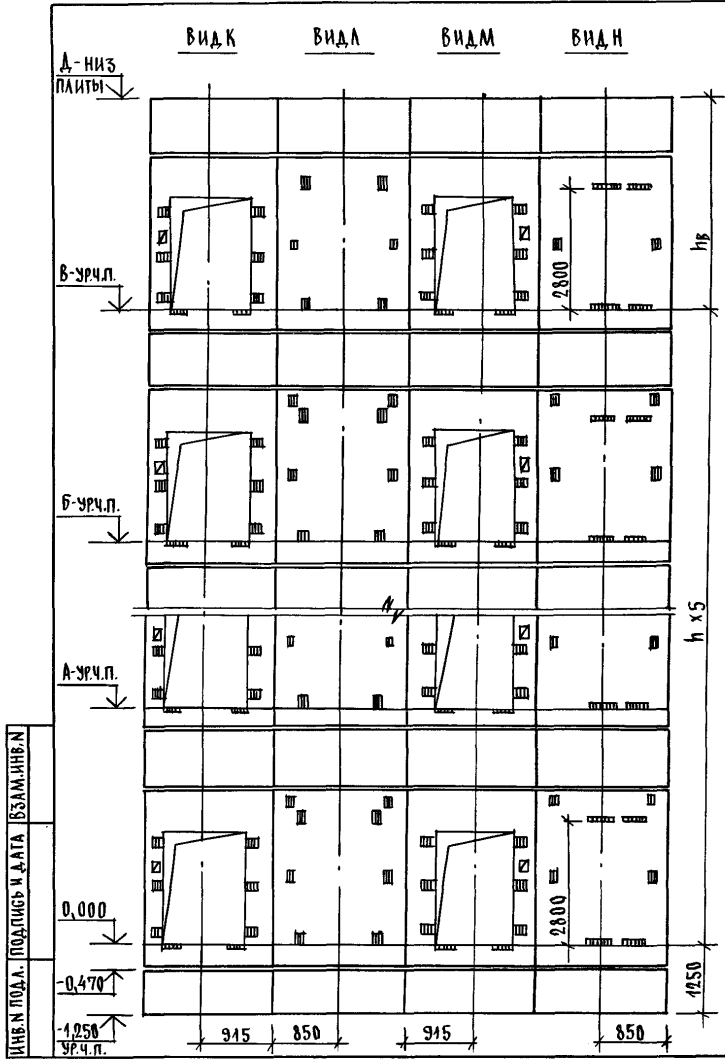 ВИД К ВИД Л ВИД М ВИД Н
Д-НИЗ
ПЛИТЫ
hв
2800
В-УР.Ч.П.
Б-УР.Ч.П.
h x 5
А-УР.Ч.П.
2800
0,000
-0,470
1250
-1,250
УР.Ч.П.
915 850 915 850
ИНВ.N ПОДЛ. ПОДПИСЬ И ДАТА ВЗАМ.ИНВ.N